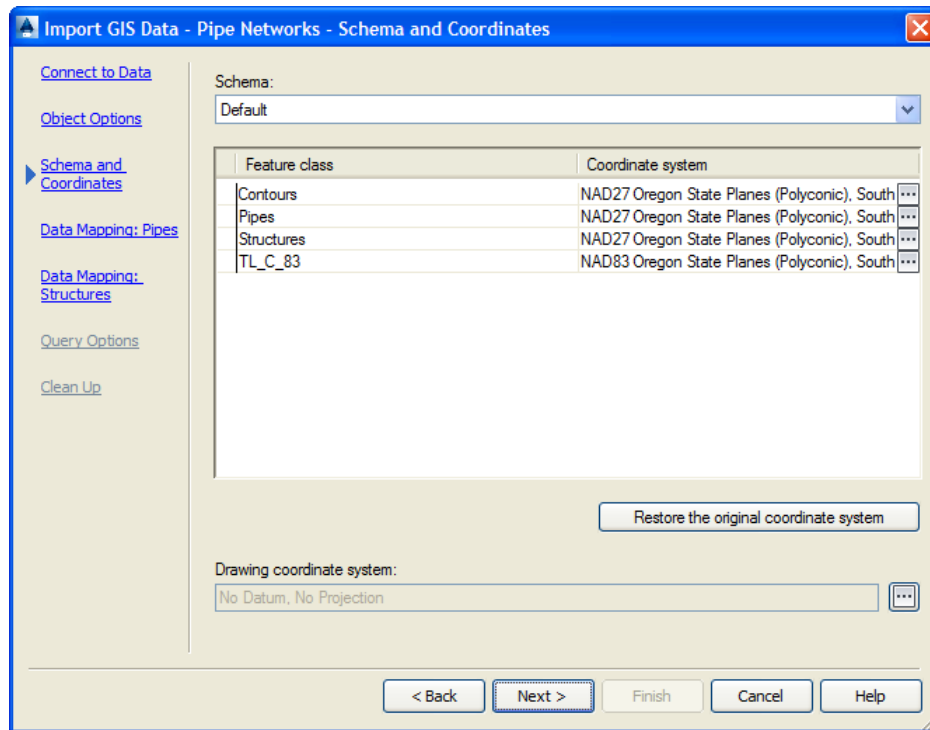 Import GIS Data - Pipe Networks - Schema and Coordinates
Connect to Data
Object Options
Schema and
Coordinates
Data Mapping: Pipes
Data Mapping:
Structures
Query Options
Clean Up
Schema:
Default
Feature class Coordinate system
Contours NAD27 Oregon State Planes (Polyconic), South ...
Pipes NAD27 Oregon State Planes (Polyconic), South ...
Structures NAD27 Oregon State Planes (Polyconic), South ...
TL_C_83 NAD83 Oregon State Planes (Polyconic), South ...
Restore the original coordinate system
Drawing coordinate system:
No Datum, No Projection ...
< Back Next > Finish Cancel Help